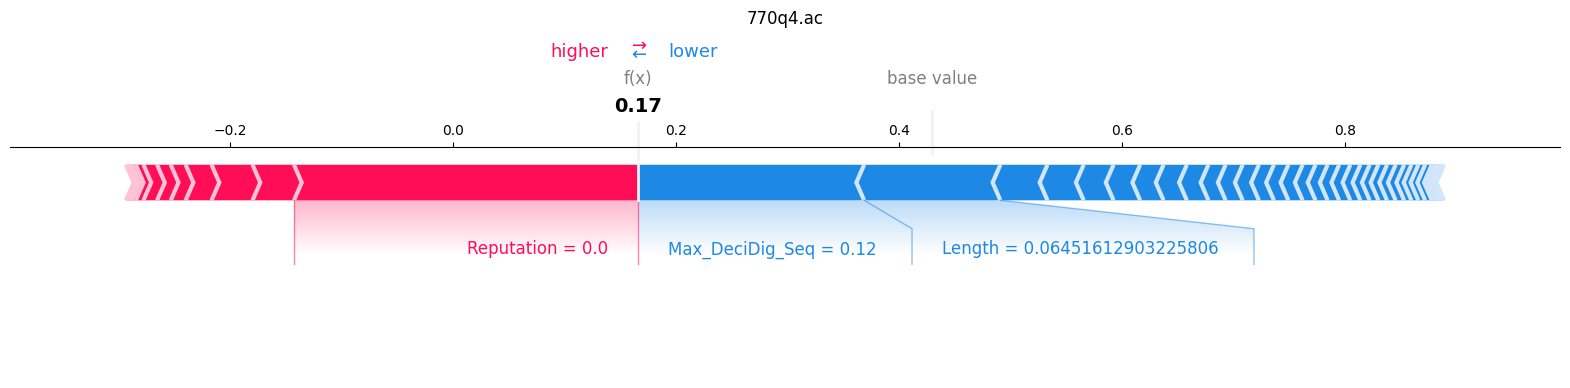 770q4.ac
higher → ← lower
f(x) base value
0.17
−0.2 0.0 0.2 0.4 0.6 0.8
Reputation = 0.0 Max_DeciDig_Seq = 0.12 Length = 0.06451612903225806